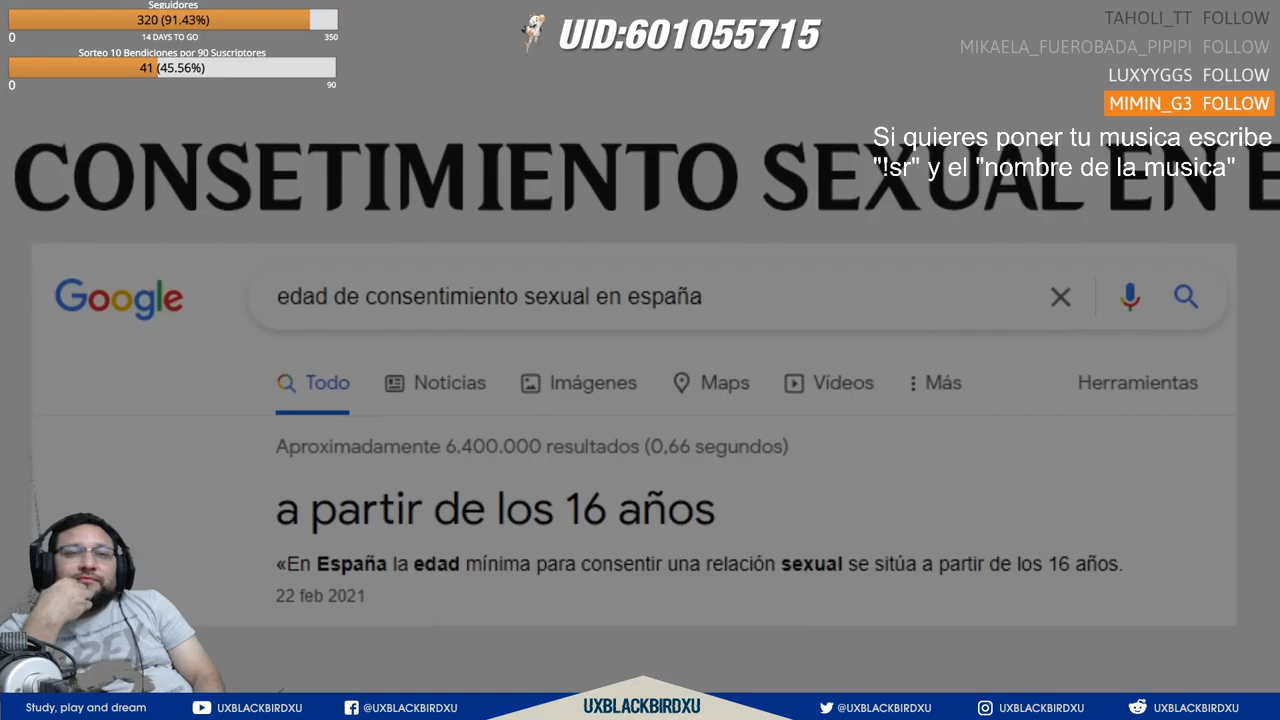 Seguidores
320 (91.43%)
0
14 DAYS TO GO
350
Sorteo 10 Bendiciones por 90 Suscriptores
41 (45.56%)
0
90
UID:601055715
TAHOLI_TT FOLLOW
MIKAELA_FUEROBADA_PIPIPI FOLLOW
LUXYYGGS FOLLOW
MIMIN_G3 FOLLOW
Si quieres poner tu musica escribe
"!sr" y el "nombre de la musica"
CONSETIMIENTO SEXUAL EN E
Google
edad de consentimiento sexual en españa
Todo
Noticias
Imágenes
Maps
Vídeos
Más
Herramientas
Aproximadamente 6.400.000 resultados (0,66 segundos)
a partir de los 16 años
«En España la edad mínima para consentir una relación sexual se sitúa a partir de los 16 años.
22 feb 2021
Study, play and dream
UXBLACKBIRDXU
@UXBLACKBIRDXU
UXBLACKBIRDXU
@UXBLACKBIRDXU
UXBLACKBIRDXU
UXBLACKBIRDXU